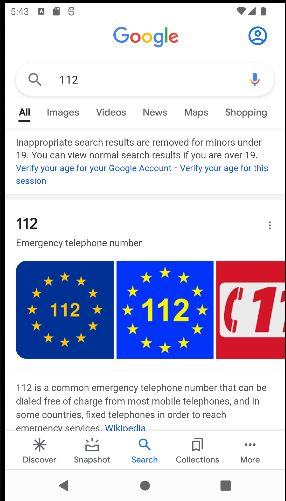 5:43
Google
112
All Images Videos News Maps Shopping
Inappropriate search results are removed for minors under
19. You can view normal search results if you are over 19.
Verify your age for your Google Account - Verify your age for this
session
112
Emergency telephone number
112
112
11
112 is a common emergency telephone number that can be
dialed free of charge from most mobile telephones, and in
some countries, fixed telephones in order to reach
emergency services. Wikipedia
Discover Snapshot Search Collections More